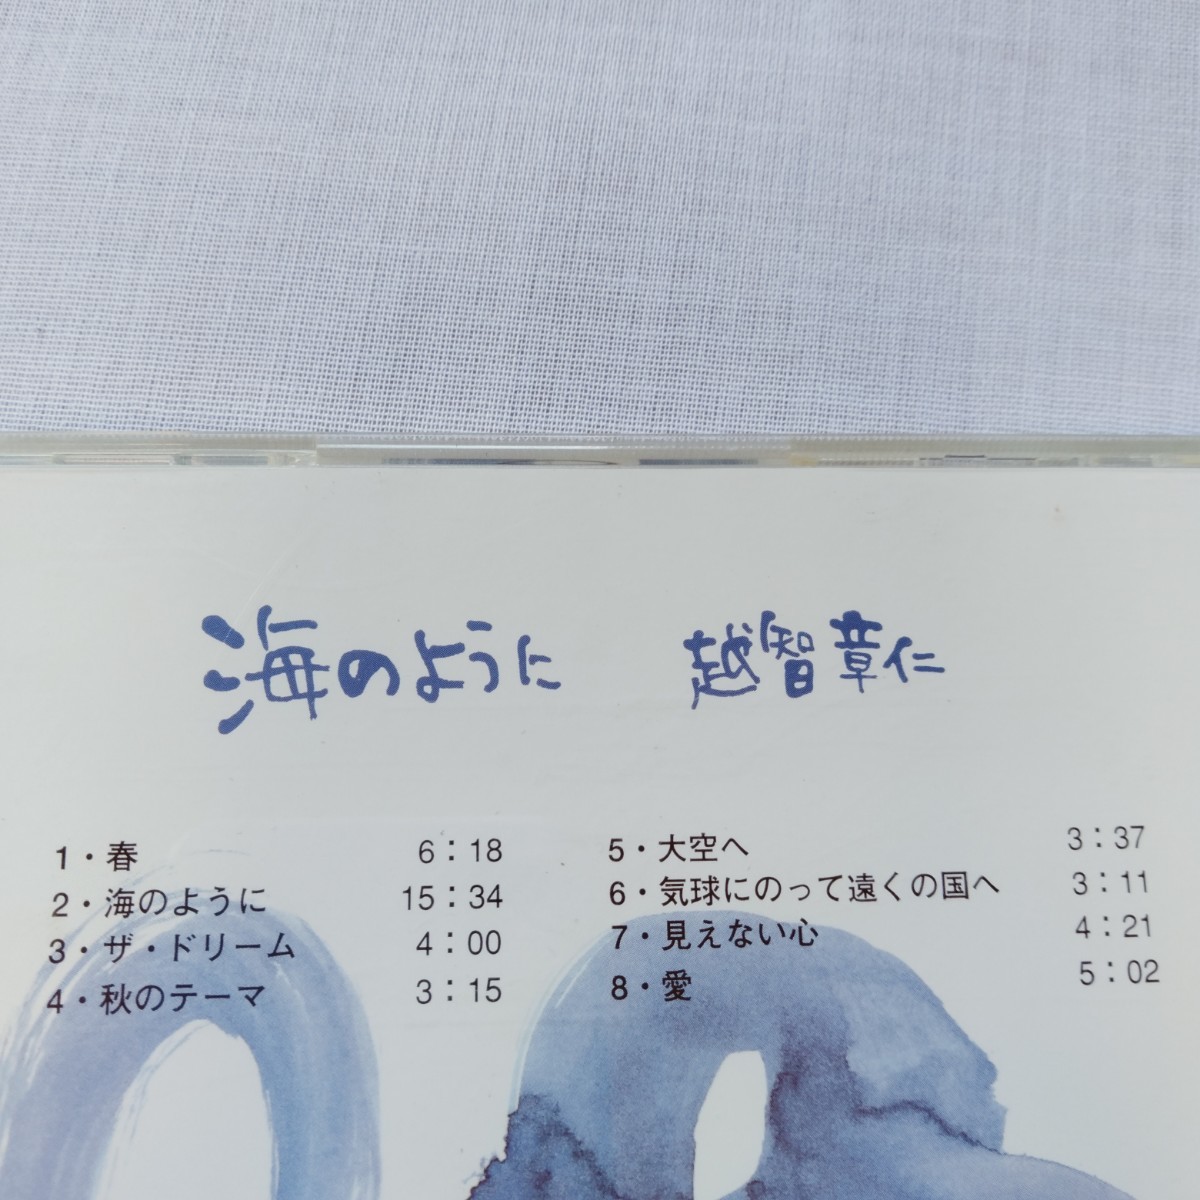 海のように 越智章仁
1・春 6：18
2・海のように 15：34
3・ザ・ドリーム 4：00
4・秋のテーマ 3：15
5・大空へ 3：37
6・気球にのって遠くの国へ 3：11
7・見えない心 4：21
8・愛 5：02